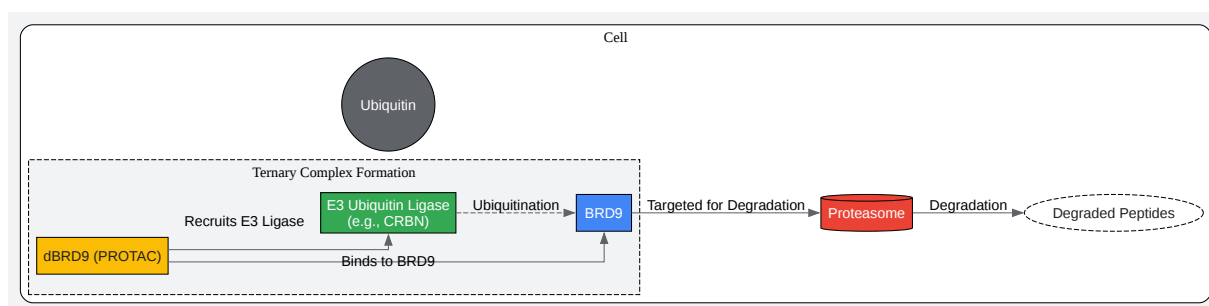 Cell
Ubiquitin
Ternary Complex Formation
E3 Ubiquitin Ligase
(e.g., CRBN)
Ubiquitination
BRD9
Targeted for Degradation
Proteasome
Degradation
Degraded Peptides
Recruits E3 Ligase
dBRD9 (PROTAC)
Binds to BRD9